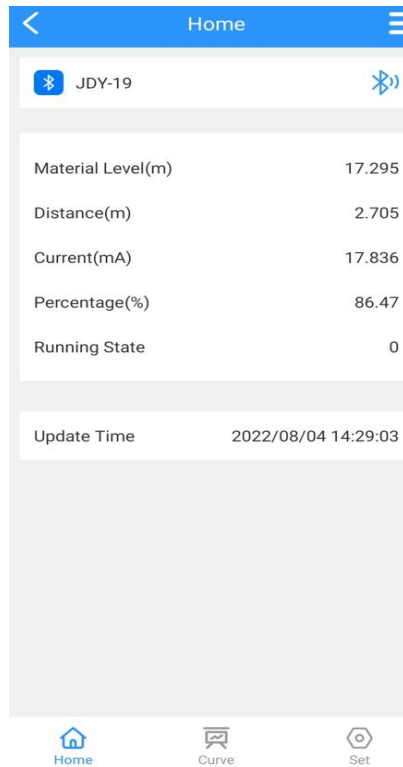 Home
JDY-19
Material Level(m) 17.295
Distance(m) 2.705
Current(mA) 17.836
Percentage(%) 86.47
Running State 0
Update Time 2022/08/04 14:29:03
Home Curve Set